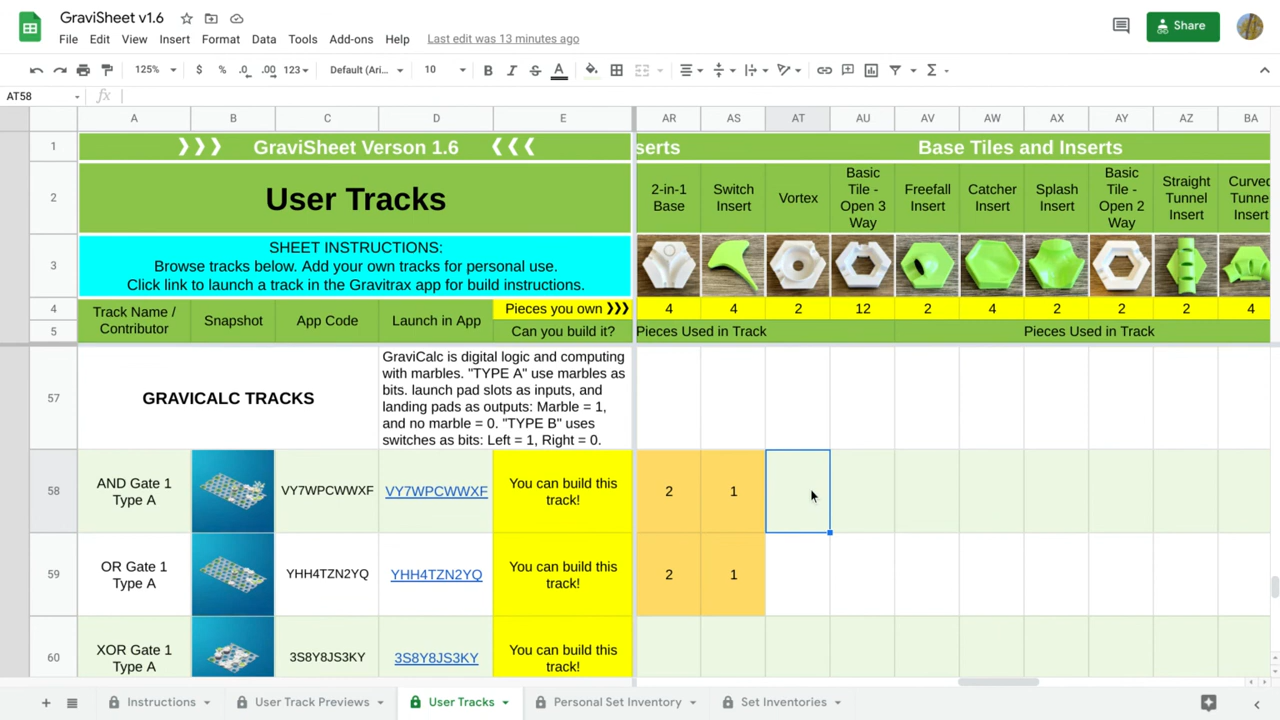 GraviSheet v1.6
File Edit View Insert Format Data Tools Add-ons Help Last edit was 13 minutes ago
Share
125% $ % .0 .00 123 Default (Ari... 10 B I S A
AT58 fx
A B C D E AR AS AT AU AV AW AX AY AZ BA
1 ❯❯❯ GraviSheet Verson 1.6 ❮❮❮ serts Base Tiles and Inserts
2 User Tracks
2-in-1 Base
Switch Insert
Vortex
Basic Tile - Open 3 Way
Freefall Insert
Catcher Insert
Splash Insert
Basic Tile - Open 2 Way
Straight Tunnel Insert
Curved Tunne Insert
3 SHEET INSTRUCTIONS:
Browse tracks below. Add your own tracks for personal use.
Click link to launch a track in the Gravitrax app for build instructions.
4 Track Name / Contributor Snapshot App Code Launch in App Pieces you own ❯❯❯ 4 4 2 12 2 4 2 2 2 4
5 Can you build it? Pieces Used in Track Pieces Used in Track
57 GRAVICALC TRACKS
GraviCalc is digital logic and computing
with marbles. "TYPE A" use marbles as
bits. launch pad slots as inputs, and
landing pads as outputs: Marble = 1,
and no marble = 0. "TYPE B" uses
switches as bits: Left = 1, Right = 0.
58 AND Gate 1 Type A VY7WPCWWXF VY7WPCWWXF You can build this track! 2 1
59 OR Gate 1 Type A YHH4TZN2YQ YHH4TZN2YQ You can build this track! 2 1
60 XOR Gate 1 Type A 3S8Y8JS3KY 3S8Y8JS3KY You can build this track!
Instructions User Track Previews User Tracks Personal Set Inventory Set Inventories